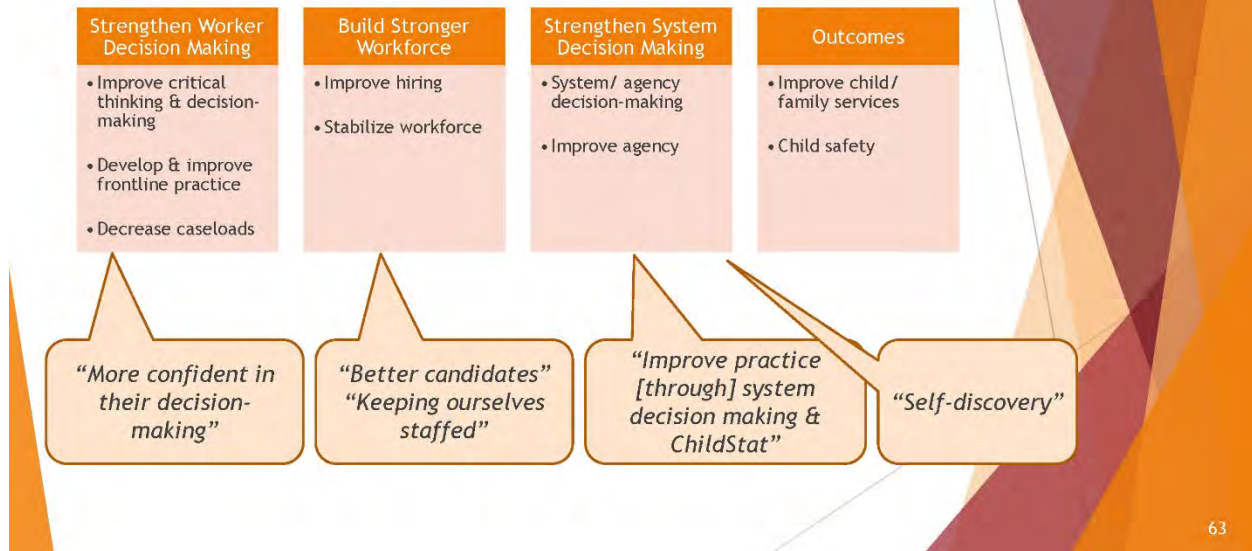 Strengthen Worker
Decision Making
• Improve critical
thinking & decision-
making
• Develop & improve
frontline practice
• Decrease caseloads
Build Stronger
Workforce
• Improve hiring
• Stabilize workforce
Strengthen System
Decision Making
• System/ agency
decision-making
• Improve agency
Outcomes
• Improve child/
family services
• Child safety
“More confident in
their decision-
making”
“Better candidates”
“Keeping ourselves
staffed”
“Improve practice
[through] system
decision making &
ChildStat”
“Self-discovery”
63